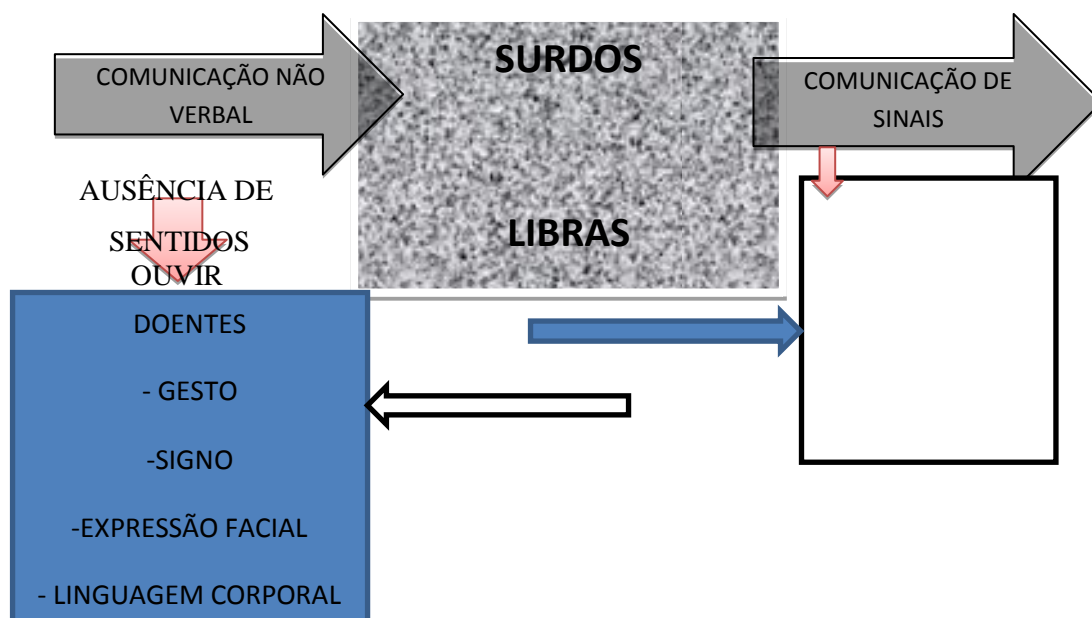 COMUNICAÇÃO NÃO
VERBAL
SURDOS
LIBRAS
COMUNICAÇÃO DE
SINAIS
AUSÊNCIA DE
SENTIDOS
OUVIR
DOENTES
- GESTO
-SIGNO
-EXPRESSÃO FACIAL
- LINGUAGEM CORPORAL